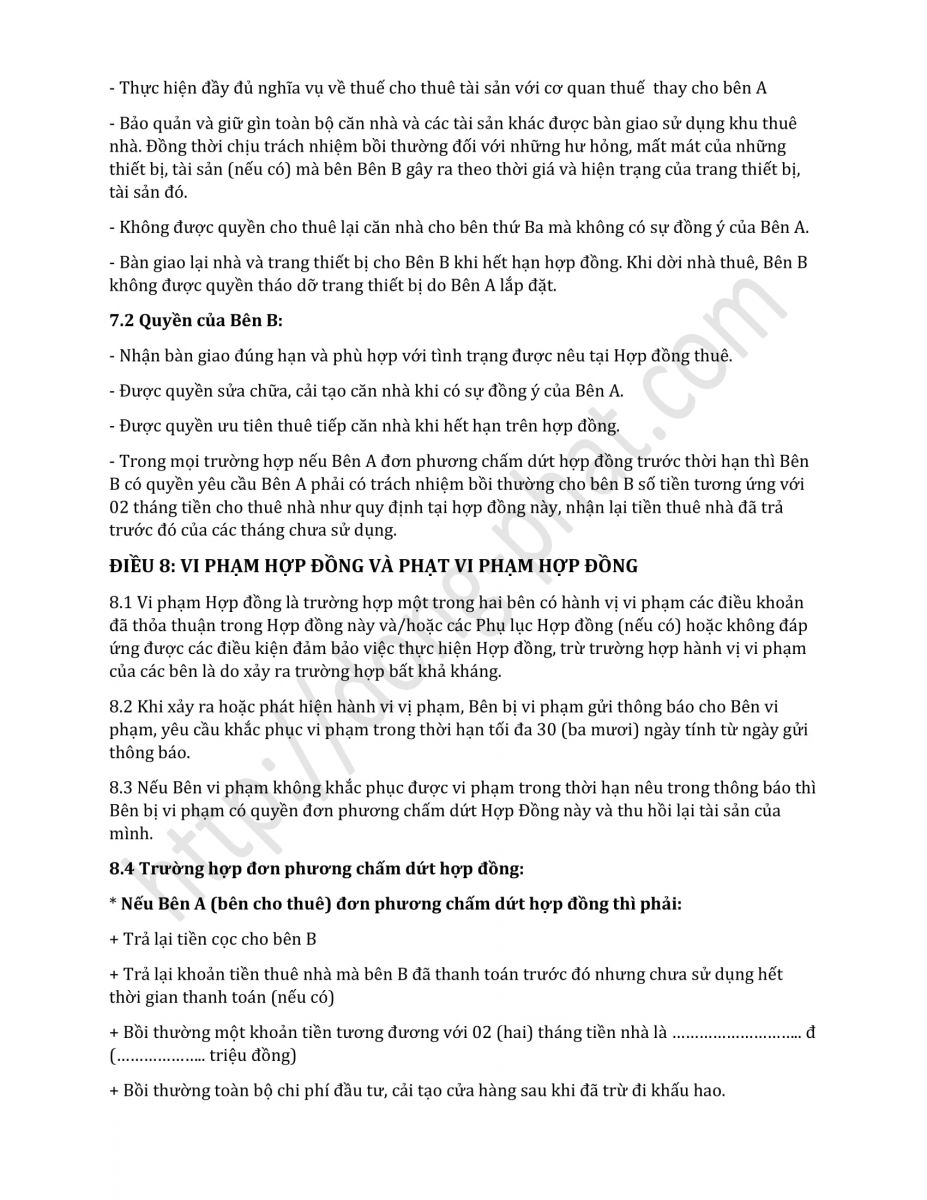 - Thực hiện đầy đủ nghĩa vụ về thuế cho thuê tài sản với cơ quan thuế  thay cho bên A
- Bảo quản và giữ gìn toàn bộ căn nhà và các tài sản khác được bàn giao sử dụng khu thuê
nhà. Đồng thời chịu trách nhiệm bồi thường đối với những hư hỏng, mất mát của những
thiết bị, tài sản (nếu có) mà bên Bên B gây ra theo thời giá và hiện trạng của trang thiết bị,
tài sản đó.
- Không được quyền cho thuê lại căn nhà cho bên thứ Ba mà không có sự đồng ý của Bên A.
- Bàn giao lại nhà và trang thiết bị cho Bên B khi hết hạn hợp đồng. Khi dời nhà thuê, Bên B
không được quyền tháo dỡ trang thiết bị do Bên A lắp đặt.
7.2 Quyền của Bên B:
- Nhận bàn giao đúng hạn và phù hợp với tình trạng được nêu tại Hợp đồng thuê.
- Được quyền sửa chữa, cải tạo căn nhà khi có sự đồng ý của Bên A.
- Được quyền ưu tiên thuê tiếp căn nhà khi hết hạn trên hợp đồng.
- Trong mọi trường hợp nếu Bên A đơn phương chấm dứt hợp đồng trước thời hạn thì Bên
B có quyền yêu cầu Bên A phải có trách nhiệm bồi thường cho bên B số tiền tương ứng với
02 tháng tiền cho thuê nhà như quy định tại hợp đồng này, nhận lại tiền thuê nhà đã trả
trước đó của các tháng chưa sử dụng.
ĐIỀU 8: VI PHẠM HỢP ĐỒNG VÀ PHẠT VI PHẠM HỢP ĐỒNG
8.1 Vi phạm Hợp đồng là trường hợp một trong hai bên có hành vị vi phạm các điều khoản
đã thỏa thuận trong Hợp đồng này và/hoặc các Phụ lục Hợp đồng (nếu có) hoặc không đáp
ứng được các điều kiện đảm bảo việc thực hiện Hợp đồng, trừ trường hợp hành vị vi phạm
của các bên là do xảy ra trường hợp bất khả kháng.
8.2 Khi xảy ra hoặc phát hiện hành vi vị phạm, Bên bị vi phạm gửi thông báo cho Bên vi
phạm, yêu cầu khắc phục vi phạm trong thời hạn tối đa 30 (ba mươi) ngày tính từ ngày gửi
thông báo.
8.3 Nếu Bên vi phạm không khắc phục được vi phạm trong thời hạn nêu trong thông báo thì
Bên bị vi phạm có quyền đơn phương chấm dứt Hợp Đồng này và thu hồi lại tài sản của
mình.
8.4 Trường hợp đơn phương chấm dứt hợp đồng:
* Nếu Bên A (bên cho thuê) đơn phương chấm dứt hợp đồng thì phải:
+ Trả lại tiền cọc cho bên B
+ Trả lại khoản tiền thuê nhà mà bên B đã thanh toán trước đó nhưng chưa sử dụng hết
thời gian thanh toán (nếu có)
+ Bồi thường một khoản tiền tương đương với 02 (hai) tháng tiền nhà là ……………………….. đ
(……………….. triệu đồng)
+ Bồi thường toàn bộ chi phí đầu tư, cải tạo cửa hàng sau khi đã trừ đi khấu hao.
http://dong-phat.com